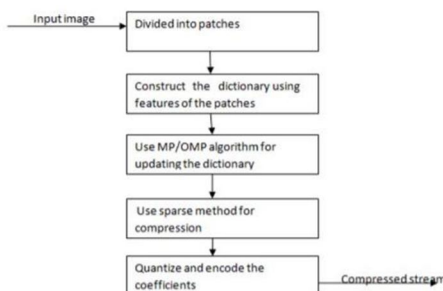 Input image
Divided into patches
Construct the dictionary using
features of the patches
Use MP/OMP algorithm for
updating the dictionary
Use sparse method for
compression
Quantize and encode the
coefficients
Compressed stream